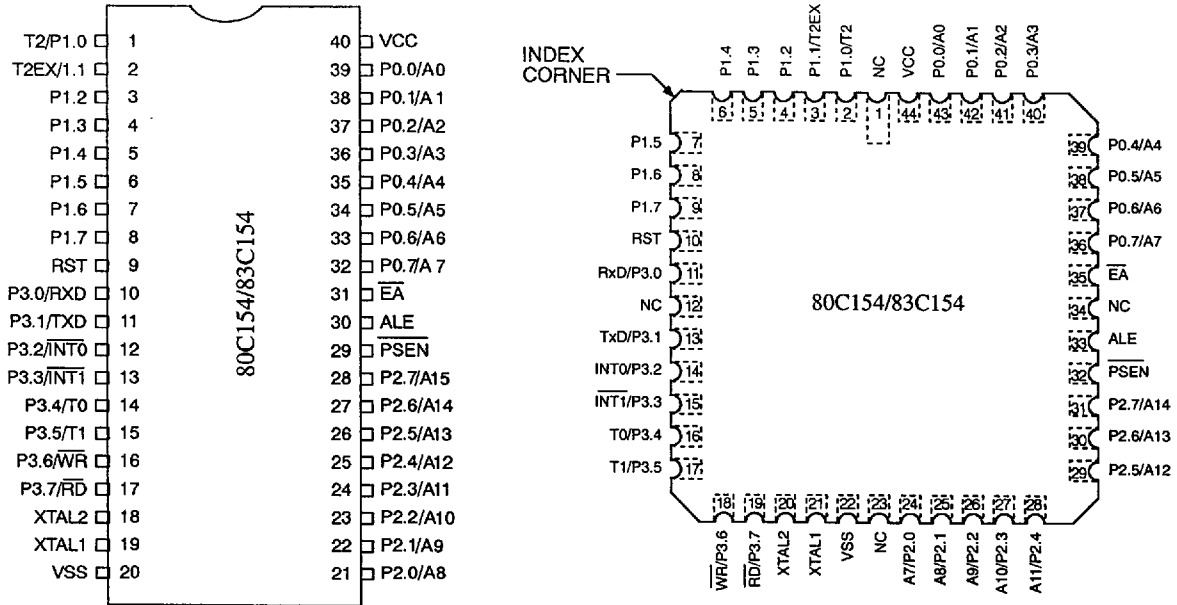 T2/P1.0 1 40 VCC
T2EX/1.1 2 39 P0.0/A0
P1.2 3 38 P0.1/A 1
P1.3 4 37 P0.2/A2
P1.4 5 36 P0.3/A3
P1.5 6 35 P0.4/A4
P1.6 7 34 P0.5/A5
P1.7 8 33 P0.6/A6
RST 9 32 P0.7/A 7
P3.0/RXD 10 31 EA
P3.1/TXD 11 30 ALE
P3.2/INT0 12 29 PSEN
P3.3/INT1 13 28 P2.7/A15
P3.4/T0 14 27 P2.6/A14
P3.5/T1 15 26 P2.5/A13
P3.6/WR 16 25 P2.4/A12
P3.7/RD 17 24 P2.3/A11
XTAL2 18 23 P2.2/A10
XTAL1 19 22 P2.1/A9
VSS 20 21 P2.0/A8
80C154/83C154
INDEX
CORNER
P1.4
P1.3
P1.2
P1.1/T2EX
P1.0/T2
NC
VCC
P0.0/A0
P0.1/A1
P0.2/A2
P0.3/A3
6 5 4 3 2 1 44 43 42 41 40
P1.5 7 39 P0.4/A4
P1.6 8 38 P0.5/A5
P1.7 9 37 P0.6/A6
RST 10 36 P0.7/A7
RxD/P3.0 11 35 EA
NC 12 34 NC
TxD/P3.1 13 33 ALE
INT0/P3.2 14 32 PSEN
INT1/P3.3 15 31 P2.7/A14
T0/P3.4 16 30 P2.6/A13
T1/P3.5 17 29 P2.5/A12
80C154/83C154
18 19 20 21 22 23 24 25 26 27 28
WR/P3.6
RD/P3.7
XTAL2
XTAL1
VSS
NC
A7/P2.0
A8/P2.1
A9/P2.2
A10/P2.3
A11/P2.4